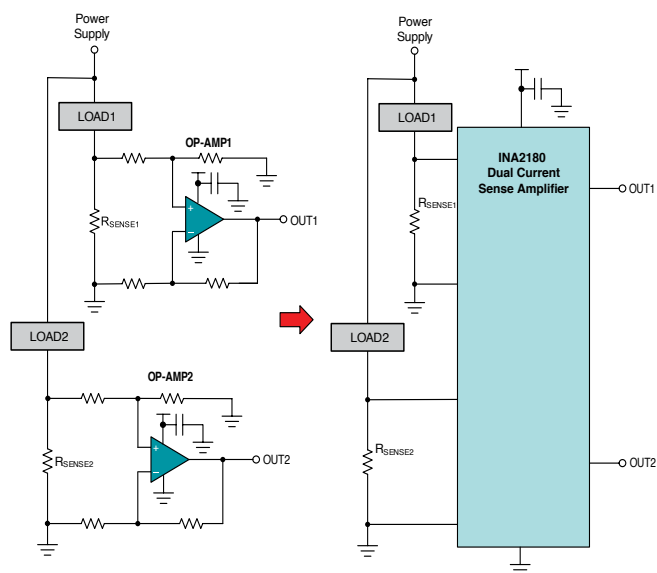 Power
Supply
LOAD1
OP-AMP1
+
−
RSENSE1
OUT1
LOAD2
OP-AMP2
+
−
RSENSE2
OUT2
Power
Supply
LOAD1
INA2180
Dual Current
Sense Amplifier
OUT1
RSENSE1
LOAD2
RSENSE2
OUT2